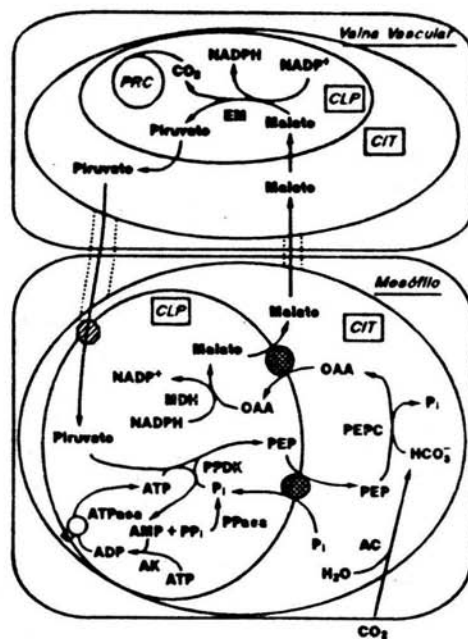 Vaina Vascular
NADPH
NADP⁺
PRC
CO₂
CLP
EM
Piruvato
Malato
CIT
Piruvato
Malato
Mesófilo
CLP
Malato
CIT
Malato
NADP⁺
OAA
MDH
OAA
Pᵢ
NADPH
PEPC
Piruvato
PEP
HCO₃⁻
PPDK
ATP
Pᵢ
PEP
ATPasa
AMP + PPᵢ
PPasa
Pᵢ
AC
ADP
H₂O
AK
ATP
CO₂